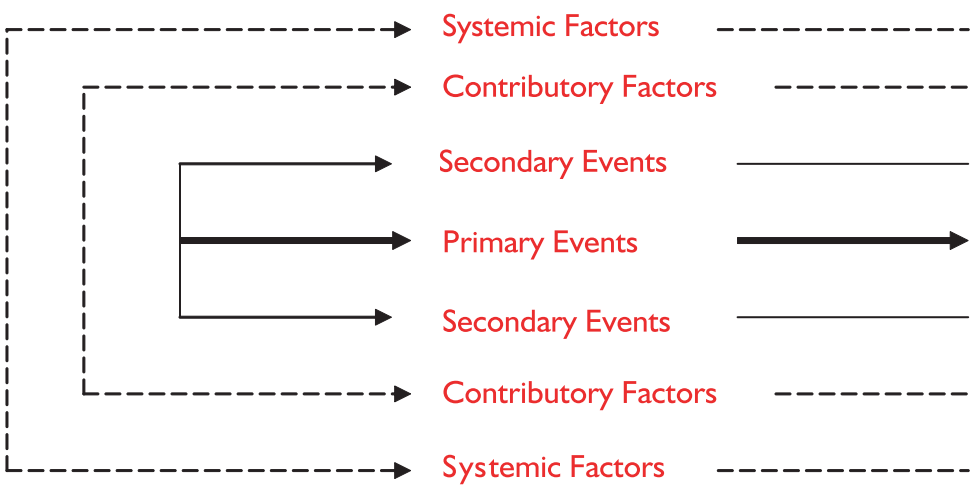 Systemic Factors
Contributory Factors
Secondary Events
Primary Events
Secondary Events
Contributory Factors
Systemic Factors